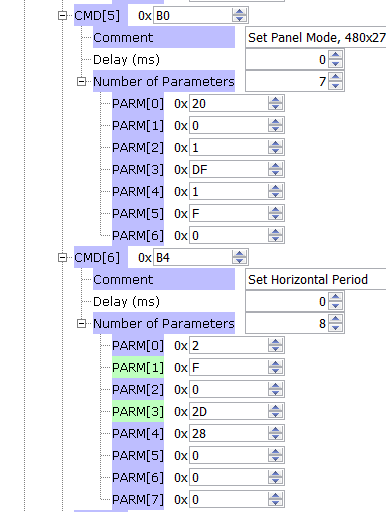 CMD[5] 0x B0
Comment Set Panel Mode, 480x27
Delay (ms) 0
Number of Parameters 7
PARM[0] 0x 20
PARM[1] 0x 0
PARM[2] 0x 1
PARM[3] 0x DF
PARM[4] 0x 1
PARM[5] 0x F
PARM[6] 0x 0
CMD[6] 0x B4
Comment Set Horizontal Period
Delay (ms) 0
Number of Parameters 8
PARM[0] 0x 2
PARM[1] 0x F
PARM[2] 0x 0
PARM[3] 0x 2D
PARM[4] 0x 28
PARM[5] 0x 0
PARM[6] 0x 0
PARM[7] 0x 0